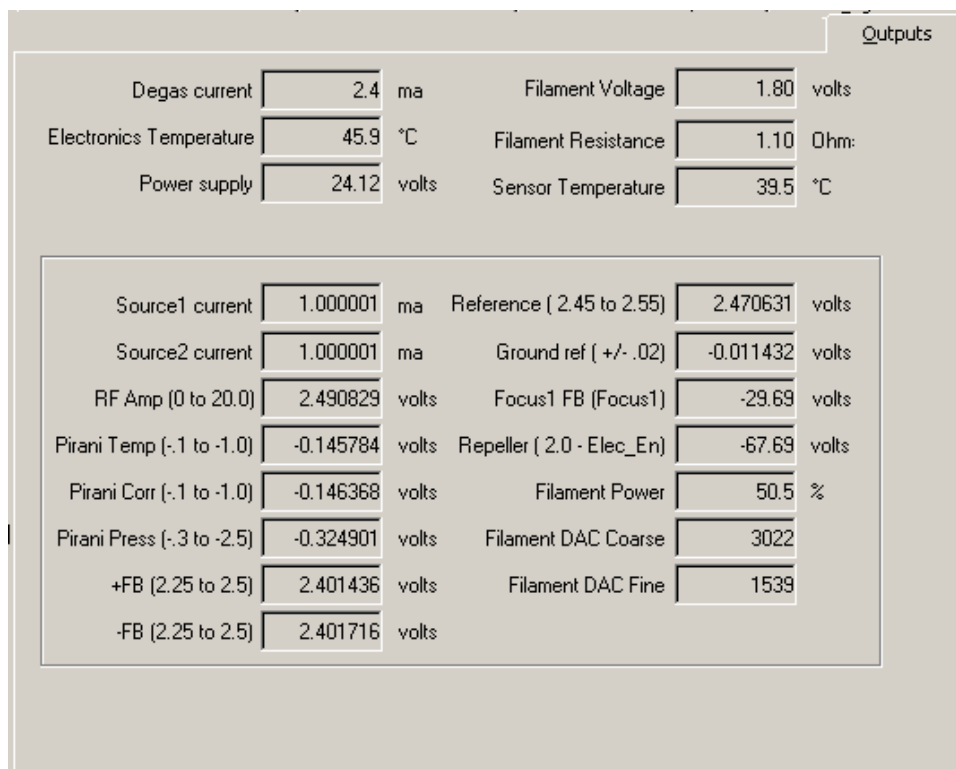 Outputs
Degas current 2.4 ma Filament Voltage 1.80 volts
Electronics Temperature 45.9 °C Filament Resistance 1.10 Ohm:
Power supply 24.12 volts Sensor Temperature 39.5 °C
Source1 current 1.000001 ma Reference ( 2.45 to 2.55) 2.470631 volts
Source2 current 1.000001 ma Ground ref ( +/- .02) -0.011432 volts
RF Amp (0 to 20.0) 2.490829 volts Focus1 FB (Focus1) -29.69 volts
Pirani Temp (-.1 to -1.0) -0.145784 volts Repeller ( 2.0 - Elec_En) -67.69 volts
Pirani Corr (-.1 to -1.0) -0.146368 volts Filament Power 50.5 %
Pirani Press (-.3 to -2.5) -0.324901 volts Filament DAC Coarse 3022
+FB (2.25 to 2.5) 2.401436 volts Filament DAC Fine 1539
-FB (2.25 to 2.5) 2.401716 volts